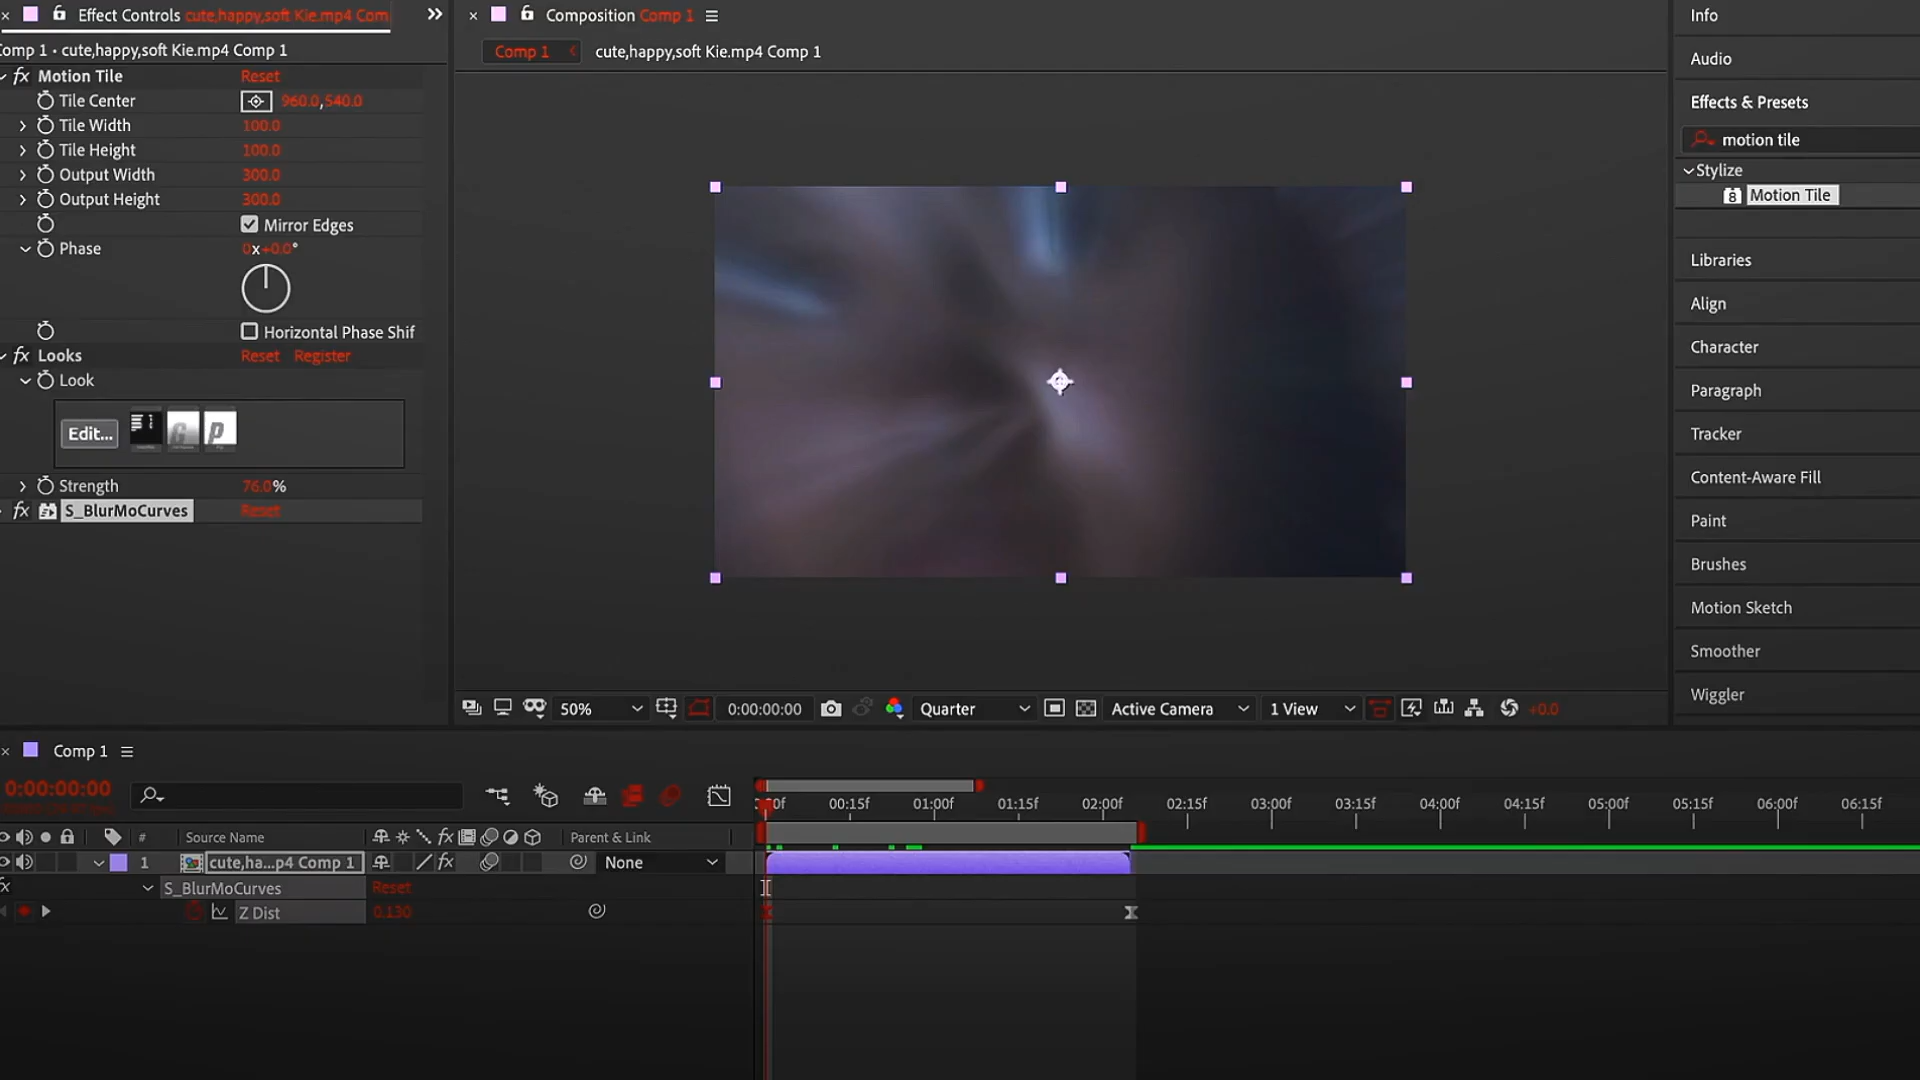 Effect Controls cute,happy,soft Kie.mp4 Com
omp 1 • cute,happy,soft Kie.mp4 Comp 1
fx Motion Tile Reset
Tile Center 960.0,540.0
Tile Width 100.0
Tile Height 100.0
Output Width 300.0
Output Height 300.0
Mirror Edges
Phase 0x+0.0°
Horizontal Phase Shif
fx Looks Reset Register
Look
Edit...
G P
Strength 76.0%
fx S_BlurMoCurves Reset
Composition Comp 1
Comp 1 cute,happy,soft Kie.mp4 Comp 1
50% 0:00:00:00 Quarter Active Camera 1 View +0.0
Info
Audio
Effects & Presets
motion tile
Stylize
8 Motion Tile
Libraries
Align
Character
Paragraph
Tracker
Content-Aware Fill
Paint
Brushes
Motion Sketch
Smoother
Wiggler
Comp 1
0:00:00:00
00f 00:15f 01:00f 01:15f 02:00f 02:15f 03:00f 03:15f 04:00f 04:15f 05:00f 05:15f 06:00f 06:15f
# Source Name fx Parent & Link
1 cute,ha...p4 Comp 1 fx None
fx S_BlurMoCurves Reset
Z Dist 0.130